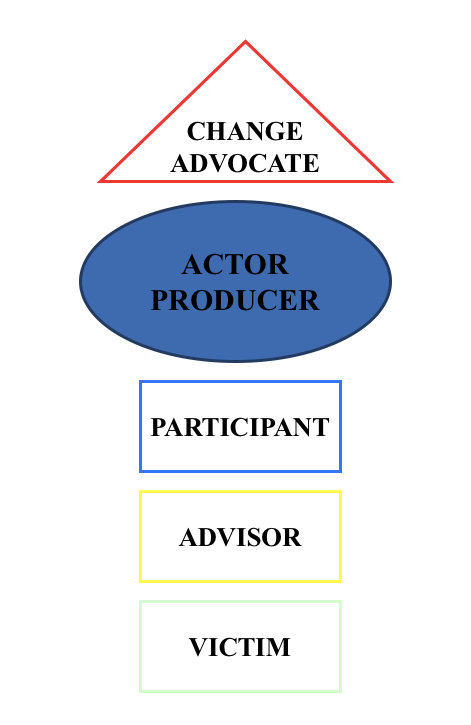 CHANGE
ADVOCATE
ACTOR
PRODUCER
PARTICIPANT
ADVISOR
VICTIM